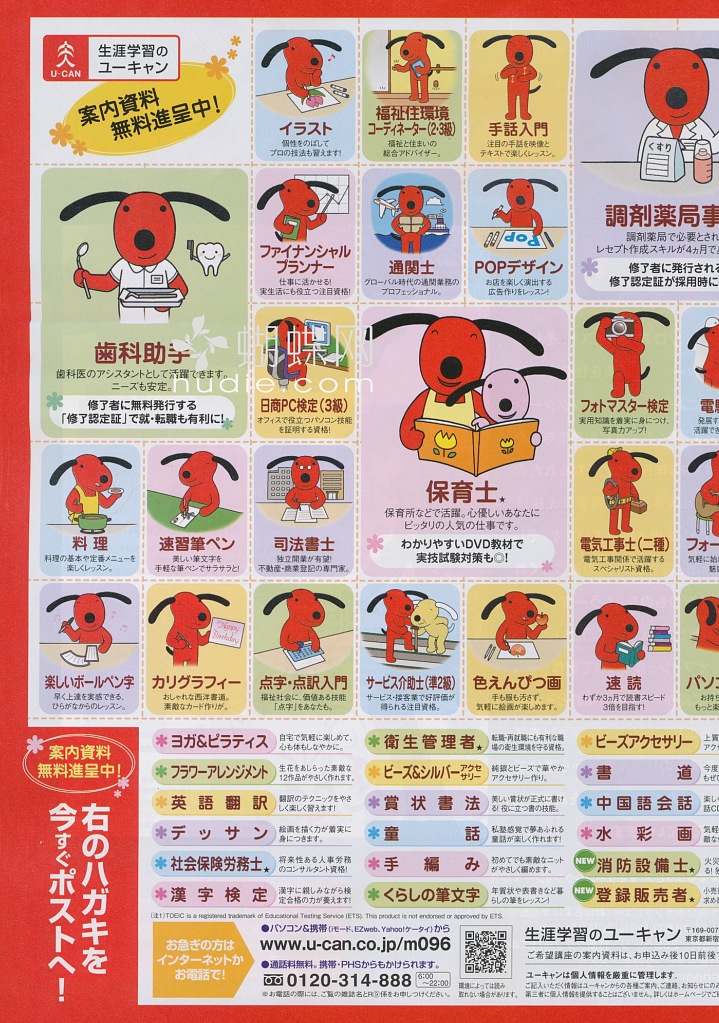 U-CAN
生涯学習の
ユーキャン
案内資料
無料進呈中!
イラスト
個性をのばして
プロの技法も習えます!
福祉住環境
コーディネーター(2・3級)
福祉と住まいの
総合アドバイザー。
手話入門
注目の手話を映像と
テキストで楽しくレッスン。
くすり
調剤薬局事
調剤薬局で必要とされ
レセプト作成スキルが4ヵ月で
修了者に発行される
修了認定証が採用時に
歯科助手
歯科医のアシスタントとして活躍できます。
ニーズも安定。
修了者に無料発行する
「修了認定証」で就・転職も有利に!
ファイナンシャル
プランナー
仕事に活かせる!
実生活にも役立つ注目資格!
通関士
グローバル時代の通関業務の
プロフェッショナル。
POP
POPデザイン
お店を楽しく演出する
広告作りをレッスン!
蝴蝶网
hudie.com
日商PC検定(3級)
オフィスで役立つパソコン技能
を証明する資格!
保育士★
保育所などで活躍。心優しいあなたに
ピッタリの人気の仕事です。
わかりやすいDVD教材で
実技試験対策も◎!
フォトマスター検定
実用知識を着実に身につけ、
写真力アップ!
料理
料理の基本や定番メニューを
楽しくレッスン。
速習筆ペン
美しい筆文字を
手軽な筆ペンでサラサラと!
司法書士
独立開業が有望!
不動産・商業登記の専門家。
電気工事士(二種)
電気工事関係で活躍する
スペシャリスト資格。
フォー
気軽に始
楽しいボールペン字
早く上達を実感できる、
ひらがなからのレッスン。
Happy
Birthday
カリグラフィー
おしゃれな西洋書道。
素敵なカード作りが。
点字・点訳入門
福祉社会に、価値ある技能
「点字」をあなたも。
サービス介助士(準2級)
サービス・接客業で好評価が
得られる注目資格。
色えんぴつ画
手も服も汚さず、
気軽に絵画が楽しめます。
速読
わずか3ヵ月で読書スピード
3倍を目指す!
パソコ
案内資料
無料進呈中!
右のハガキを
今すぐポストへ!
ヨガ&ピラティス 自宅で気軽に楽しめて、
心も体もしなやかに。
フラワーアレンジメント 生花をあしらった素敵な
12作品がやさしく作れます。
英語翻訳 翻訳のテクニックをやさ
しく楽しく習得!
デッサン 絵画を描く力が着実に
身につきます。
社会保険労務士★ 将来性ある人事労務
のコンサルタント資格!
漢字検定 漢字に親しみながら検
定合格の力が養えます!
衛生管理者★ 転職・再就職にも有利な職
場の衛生環境を守る資格。
ビーズ&シルバーアクセサリー 純銀とビーズで華やか
アクセサリー作り。
賞状書法 美しい賞状が正式に書け
る!役に立つ書の技能。
童話 私塾感覚で夢あふれる
童話が楽しく作れます!
手編み 初めてでも素敵なニット
がやさしく編めます。
くらしの筆文字 年賀状や表書きなど暮
らしの筆をレッスン!
ビーズアクセサリー
書道
中国語会話
水彩画
NEW 消防設備士★
NEW 登録販売者★
(注1)TOEIC is a registered trademark of Educational Testing Service (ETS). This product is not endorsed or approved by ETS.
お急ぎの方は
インターネットか
お電話で!
●パソコン&携帯(iモード、EZweb、Yahoo!ケータイ)から
www.u-can.co.jp/m096
●通話料無料。携帯・PHSからもかけられます。
0120-314-888 6:00
～22:00
※お電話の際には、ご覧の雑誌名とR⑨係をお申しつけください。
環境によっては読み
取れない場合があります。
生涯学習のユーキャン 〒169-007
東京都新宿
ご希望講座の案内資料は、お申込み後10日前後で
ユーキャンは個人情報を厳重に管理します。
ご記入いただく情報はユーキャンからの各種ご案内、ご連絡、お知らせにのみ
第三者に個人情報を提供することはございません。詳しくはホームページでご